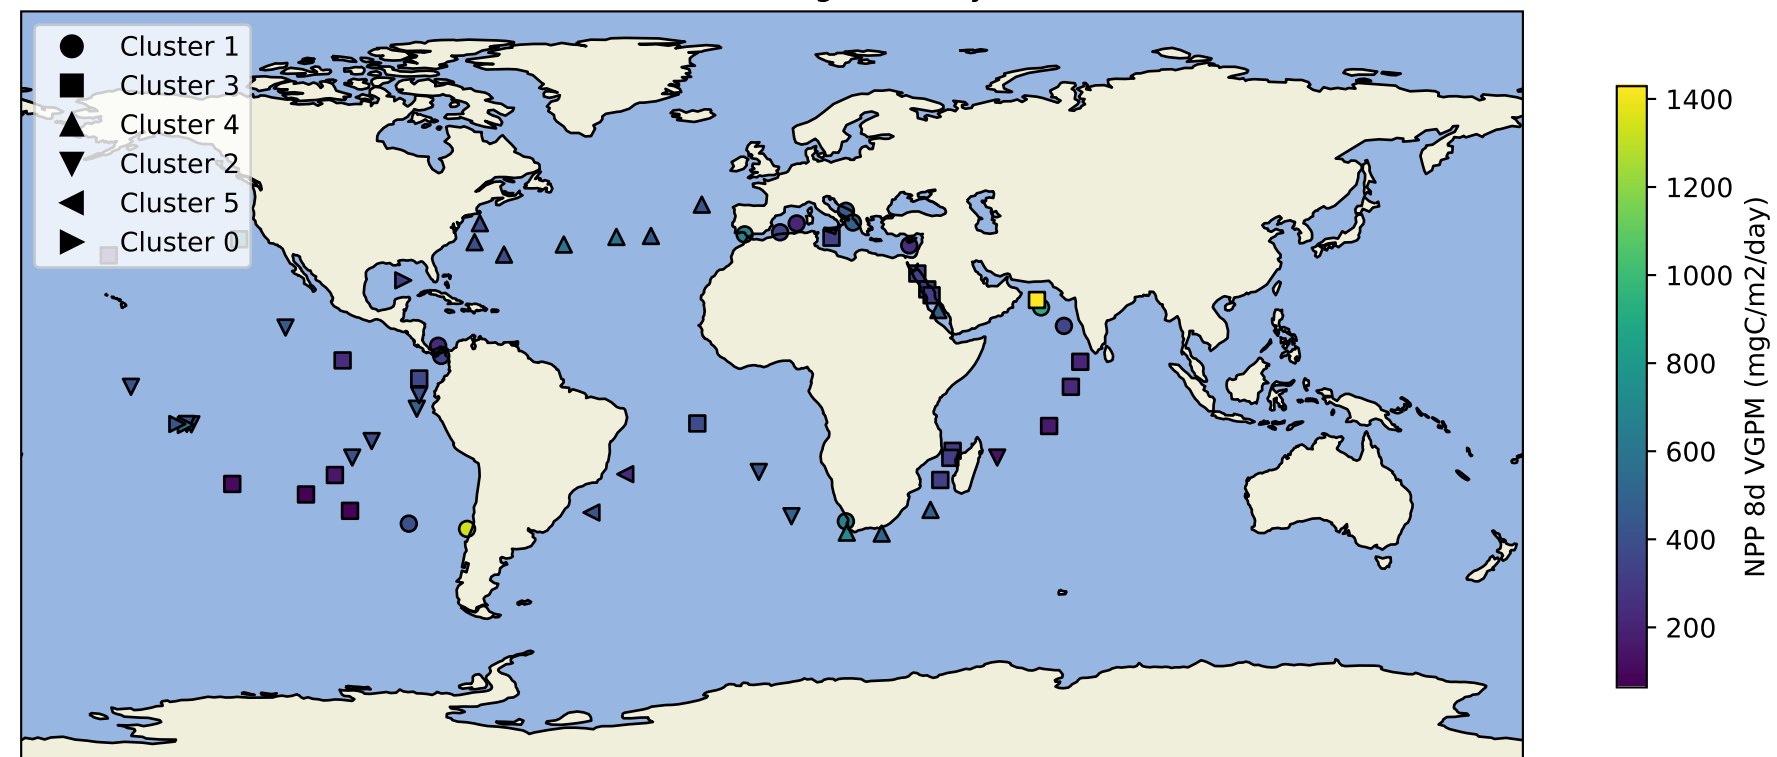 Cluster 1
Cluster 3
Cluster 4
Cluster 2
Cluster 5
Cluster 0
1400
1200
1000
800
600
400
200
NPP 8d VGPM (mgC/m2/day)